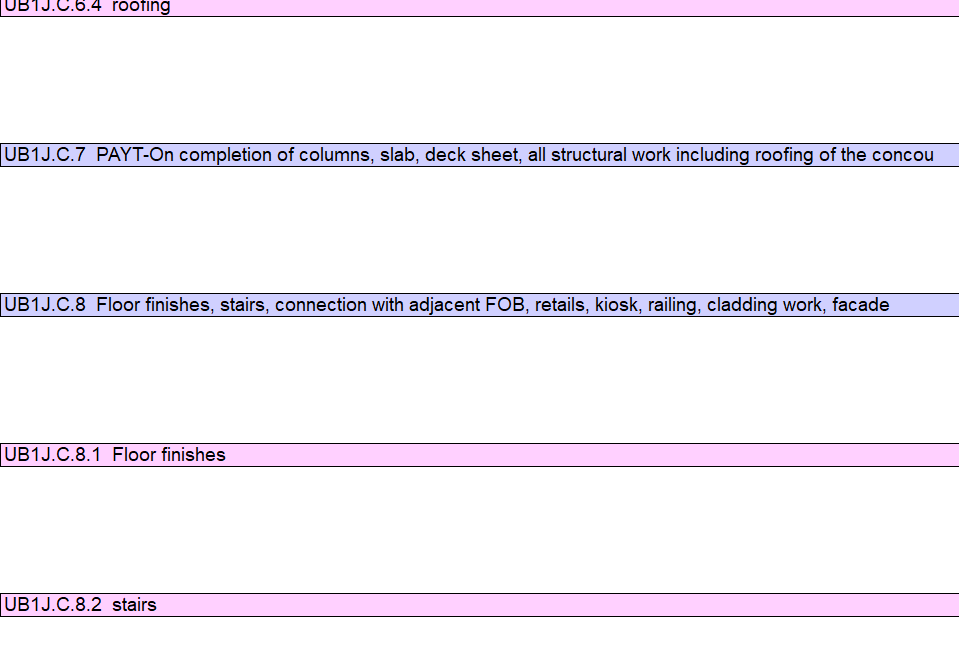 UB1J.C.6.4 roofing
UB1J.C.7 PAYT-On completion of columns, slab, deck sheet, all structural work including roofing of the concou
UB1J.C.8 Floor finishes, stairs, connection with adjacent FOB, retails, kiosk, railing, cladding work, facade
UB1J.C.8.1 Floor finishes
UB1J.C.8.2 stairs